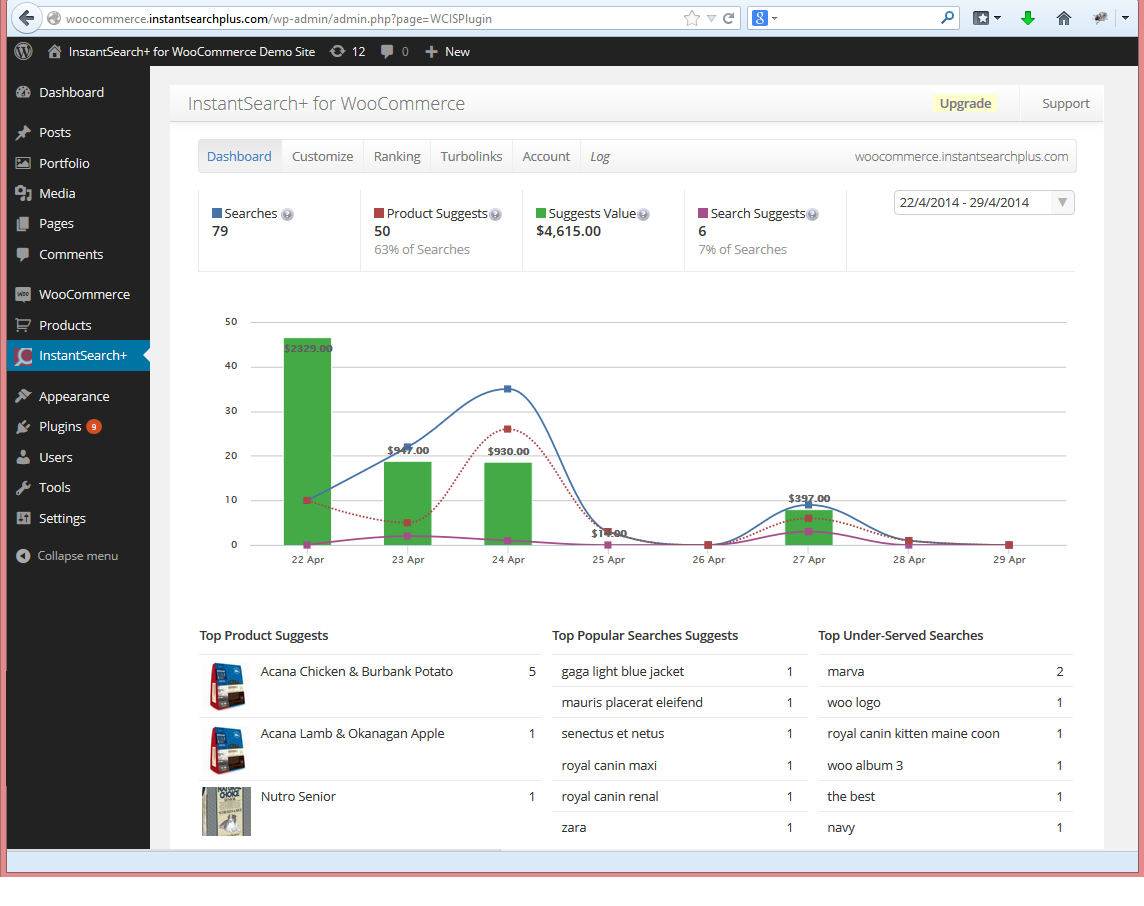 woocommerce.instantsearchplus.com/wp-admin/admin.php?page=WCISPlugin
InstantSearch+ for WooCommerce Demo Site 12 0 New
Dashboard
Posts
Portfolio
Media
Pages
Comments
WooCommerce
Products
InstantSearch+
Appearance
Plugins 9
Users
Tools
Settings
Collapse menu
InstantSearch+ for WooCommerce Upgrade Support
Dashboard Customize Ranking Turbolinks Account Log woocommerce.instantsearchplus.com
Searches Product Suggests Suggests Value Search Suggests 22/4/2014 - 29/4/2014
79 50 $4,615.00 6
63% of Searches 7% of Searches
50
40
30
20
10
0
$2329.00
$947.00
$930.00
$397.00
22 Apr 23 Apr 24 Apr 25 Apr 26 Apr 27 Apr 28 Apr 29 Apr
Top Product Suggests
Acana Chicken & Burbank Potato 5
Acana Lamb & Okanagan Apple 1
CHOICE
Nutro Senior 1
Top Popular Searches Suggests
gaga light blue jacket 1
mauris placerat eleifend 1
senectus et netus 1
royal canin maxi 1
royal canin renal 1
zara 1
Top Under-Served Searches
marva 2
woo logo 1
royal canin kitten maine coon 1
woo album 3 1
the best 1
navy 1